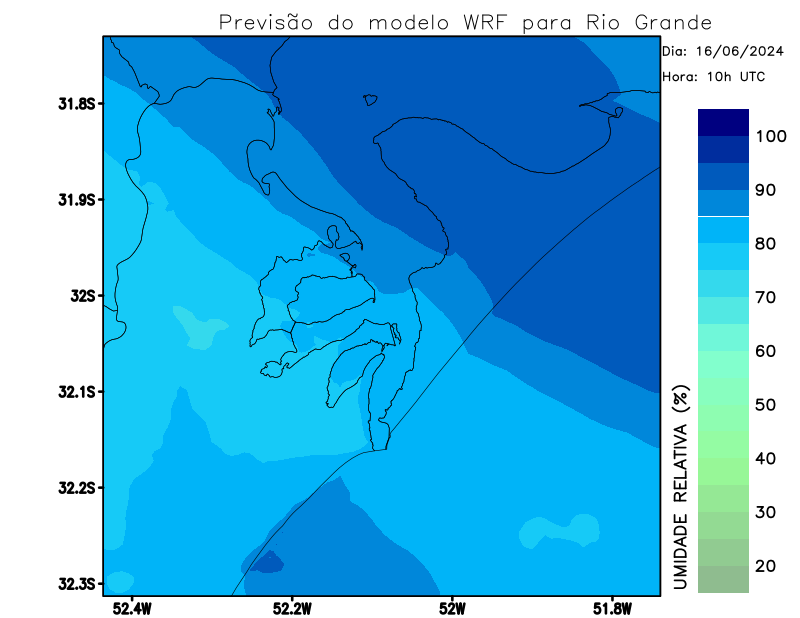 Previsão do modelo WRF para Rio Grande
Dia: 16/06/2024
Hora: 10h UTC
31.8S
31.9S
32S
32.1S
32.2S
32.3S
52.4W
52.2W
52W
51.8W
UMIDADE RELATIVA (%)
100
90
80
70
60
50
40
30
20